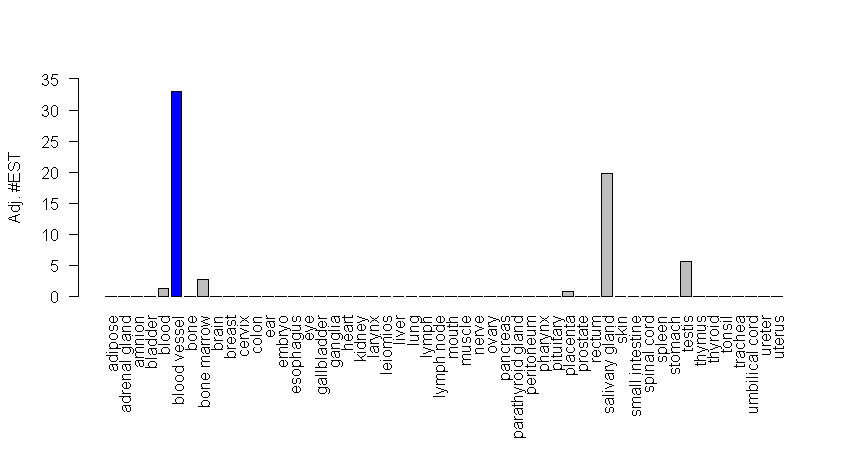 Adj. #EST
35
30
25
20
15
10
5
0
adipose
adrenal gland
amnion
bladder
blood
blood vessel
bone
bone marrow
brain
breast
cervix
colon
ear
embryo
esophagus
eye
gallbladder
ganglia
heart
kidney
larynx
leiomios
liver
lung
lymph
lymph node
mouth
muscle
nerve
ovary
pancreas
parathyroid gland
peritoneum
pharynx
pituitary
placenta
prostate
rectum
salivary gland
skin
small intestine
spinal cord
spleen
stomach
testis
thymus
thyroid
tonsil
trachea
umbilical cord
ureter
uterus